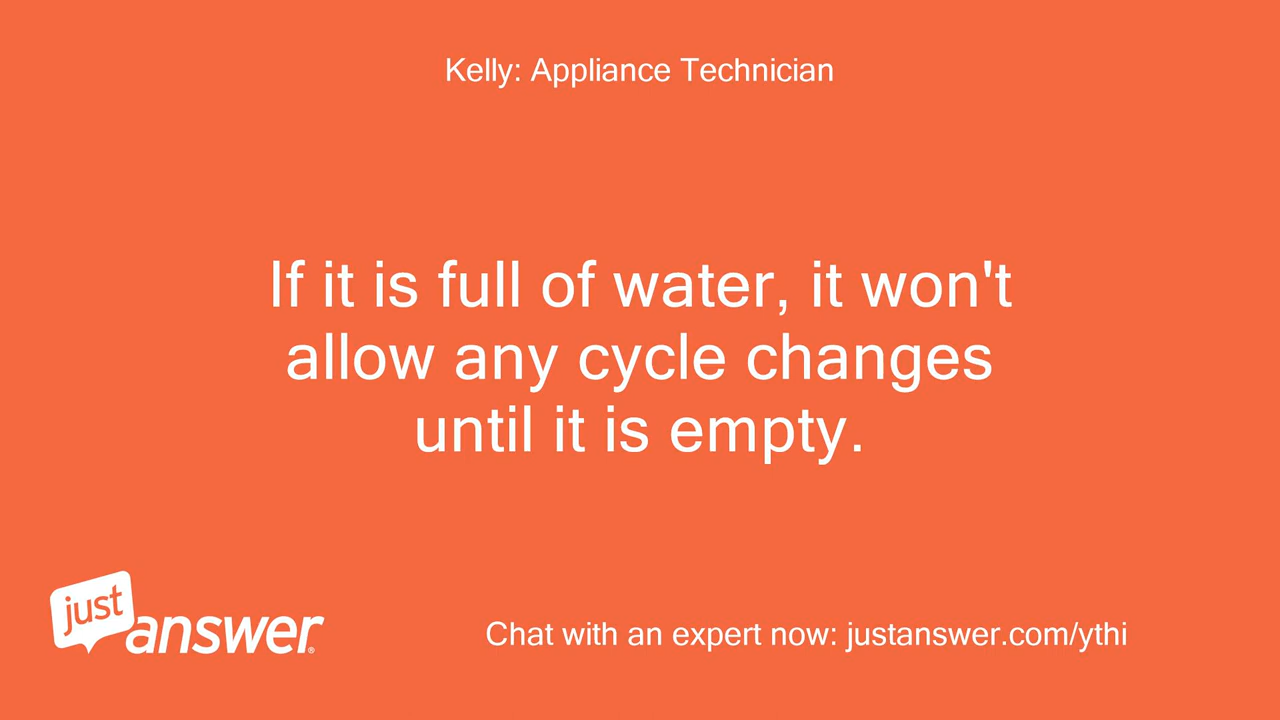 Kelly: Appliance Technician
If it is full of water, it won't
allow any cycle changes
until it is empty.
just
answer®
Chat with an expert now: justanswer.com/ythi